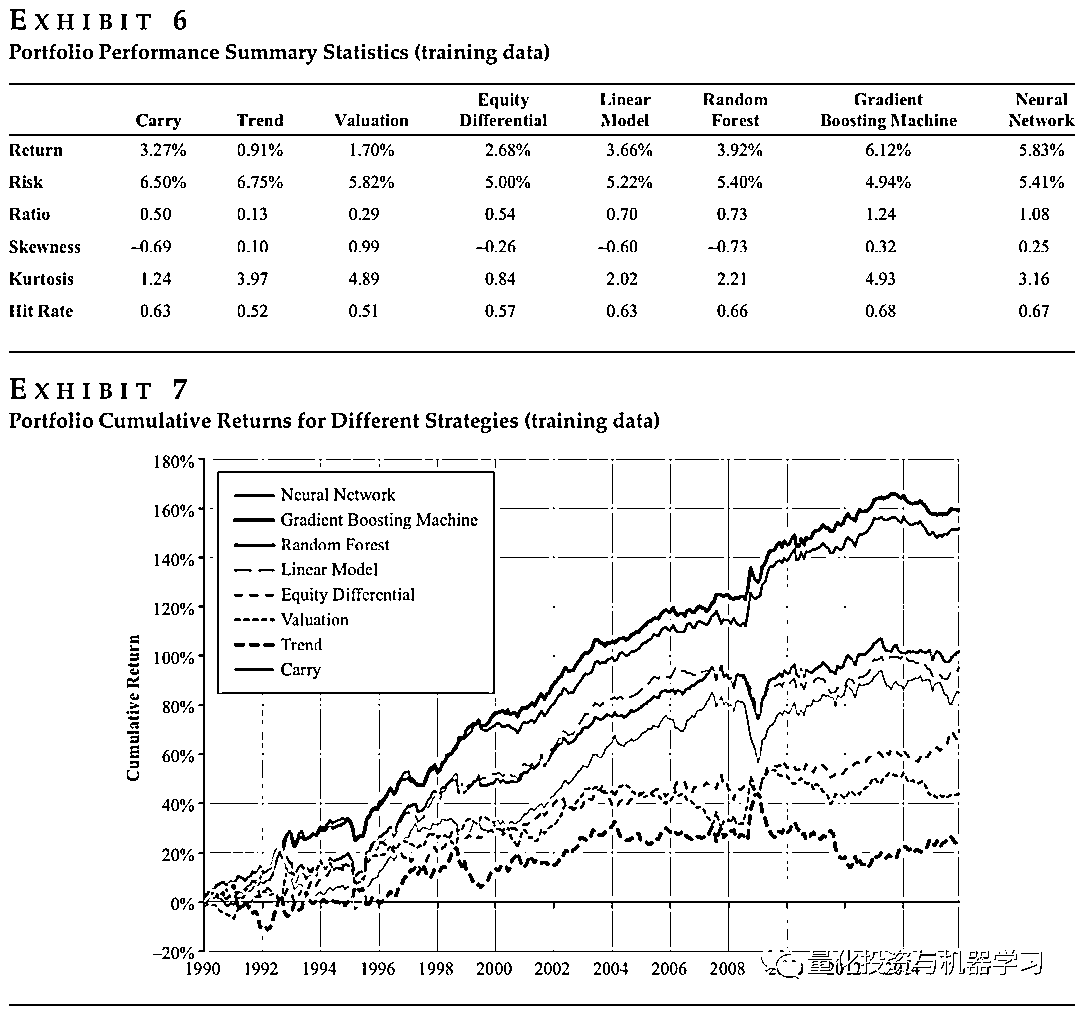 EXHIBIT 6
Portfolio Performance Summary Statistics (training data)
Carry Trend Valuation Equity Differential Linear Model Random Forest Gradient Boosting Machine Neural Network
Return 3.27% 0.91% 1.70% 2.68% 3.66% 3.92% 6.12% 5.83%
Risk 6.50% 6.75% 5.82% 5.00% 5.22% 5.40% 4.94% 5.41%
Ratio 0.50 0.13 0.29 0.54 0.70 0.73 1.24 1.08
Skewness –0.69 0.10 0.99 –0.26 –0.60 –0.73 0.32 0.25
Kurtosis 1.24 3.97 4.89 0.84 2.02 2.21 4.93 3.16
Hit Rate 0.63 0.52 0.51 0.57 0.63 0.66 0.68 0.67
EXHIBIT 7
Portfolio Cumulative Returns for Different Strategies (training data)
Cumulative Return
180%
160%
140%
120%
100%
80%
60%
40%
20%
0%
–20%
Neural Network
Gradient Boosting Machine
Random Forest
Linear Model
Equity Differential
Valuation
Trend
Carry
1990 1992 1994 1996 1998 2000 2002 2004 2006 2008
量化投资与机器学习